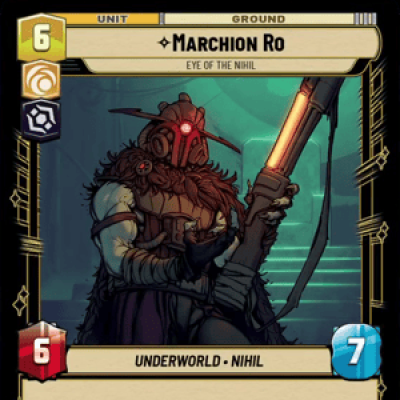 UNIT GROUND
6
✧MARCHION RO
EYE OF THE NIHIL
6
7
UNDERWORLD • NIHIL